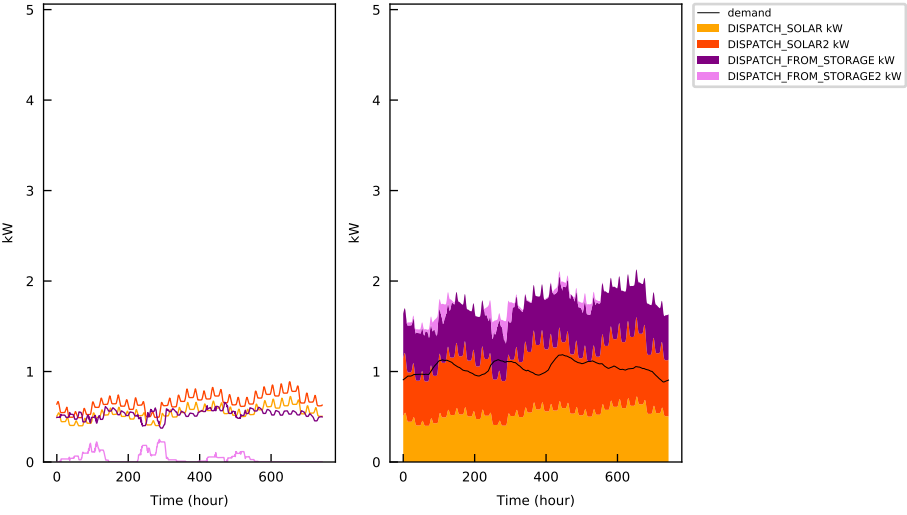 5
4
3
2
1
0
kW
0
200
400
600
Time (hour)
5
4
3
2
1
0
kW
0
200
400
600
Time (hour)
demand
DISPATCH_SOLAR kW
DISPATCH_SOLAR2 kW
DISPATCH_FROM_STORAGE kW
DISPATCH_FROM_STORAGE2 kW